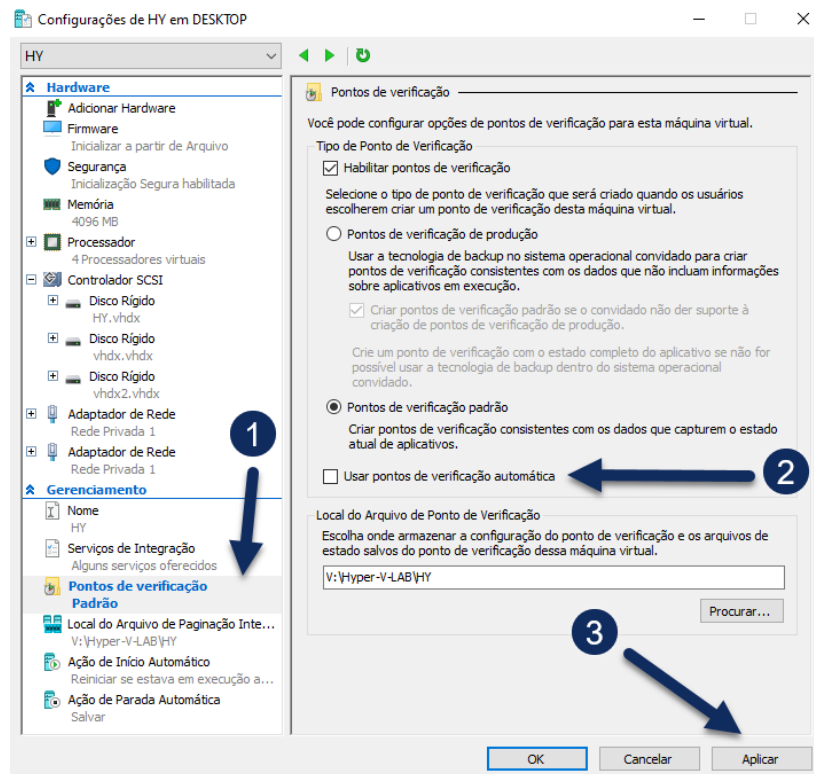 Configurações de HY em DESKTOP
HY
Hardware
Adicionar Hardware
Firmware
Inicializar a partir de Arquivo
Segurança
Inicialização Segura habilitada
Memória
4096 MB
Processador
4 Processadores virtuais
Controlador SCSI
Disco Rígido
HY.vhdx
Disco Rígido
vhdx.vhdx
Disco Rígido
vhdx2.vhdx
Adaptador de Rede
Rede Privada 1
Adaptador de Rede
Rede Privada 1
1
Gerenciamento
Nome
HY
Serviços de Integração
Alguns serviços oferecidos
Pontos de verificação
Padrão
Local do Arquivo de Paginação Inte...
V:\Hyper-V-LAB\HY
Ação de Início Automático
Reiniciar se estava em execução a...
Ação de Parada Automática
Salvar
Pontos de verificação
Você pode configurar opções de pontos de verificação para esta máquina virtual.
Tipo de Ponto de Verificação
Habilitar pontos de verificação
Selecione o tipo de ponto de verificação que será criado quando os usuários
escolherem criar um ponto de verificação desta máquina virtual.
Pontos de verificação de produção
Usar a tecnologia de backup no sistema operacional convidado para criar
pontos de verificação consistentes com os dados que não incluam informações
sobre aplicativos em execução.
Criar pontos de verificação padrão se o convidado não der suporte à
criação de pontos de verificação de produção.
Crie um ponto de verificação com o estado completo do aplicativo se não for
possível usar a tecnologia de backup dentro do sistema operacional
convidado.
Pontos de verificação padrão
Criar pontos de verificação consistentes com os dados que capturem o estado
atual de aplicativos.
Usar pontos de verificação automática
2
Local do Arquivo de Ponto de Verificação
Escolha onde armazenar a configuração do ponto de verificação e os arquivos de
estado salvos do ponto de verificação dessa máquina virtual.
V:\Hyper-V-LAB\HY
Procurar...
3
OK
Cancelar
Aplicar